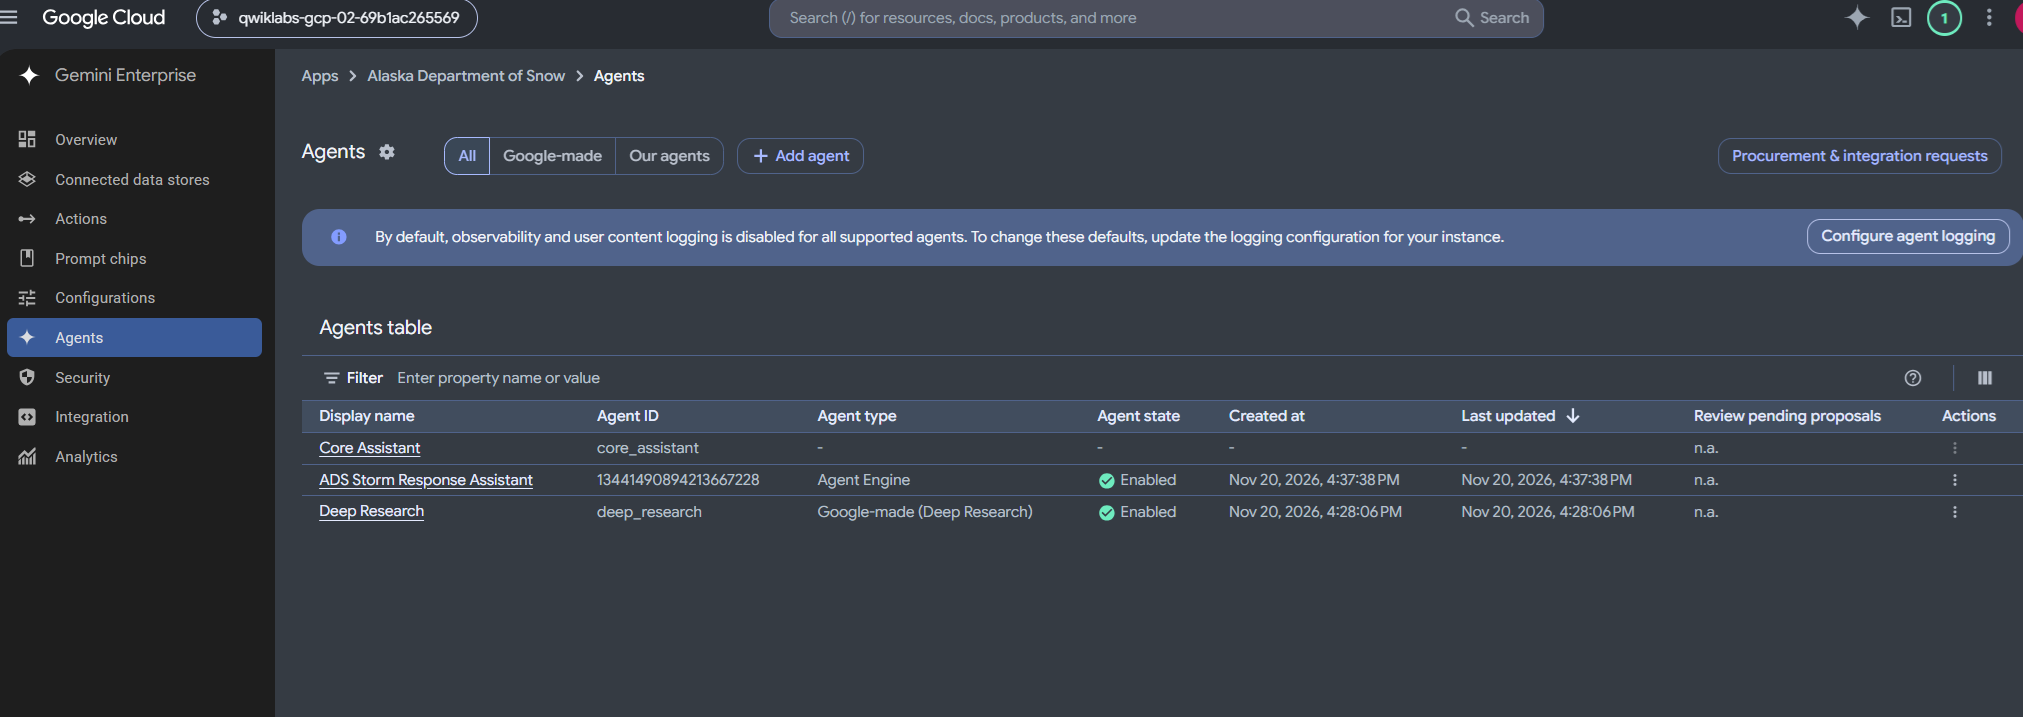 Google Cloud
qwiklabs-gcp-02-69b1ac265569
Search (/) for resources, docs, products, and more
Search
1
Gemini Enterprise
Overview
Connected data stores
Actions
Prompt chips
Configurations
Agents
Security
Integration
Analytics
Apps > Alaska Department of Snow > Agents
Agents
All
Google-made
Our agents
+ Add agent
Procurement & integration requests
By default, observability and user content logging is disabled for all supported agents. To change these defaults, update the logging configuration for your instance.
Configure agent logging
Agents table
Filter Enter property name or value
Display name Agent ID Agent type Agent state Created at Last updated Review pending proposals Actions
Core Assistant core_assistant - - - - n.a.
ADS Storm Response Assistant 13441490894213667228 Agent Engine Enabled Nov 20, 2026, 4:37:38 PM Nov 20, 2026, 4:37:38 PM n.a.
Deep Research deep_research Google-made (Deep Research) Enabled Nov 20, 2026, 4:28:06 PM Nov 20, 2026, 4:28:06 PM n.a.